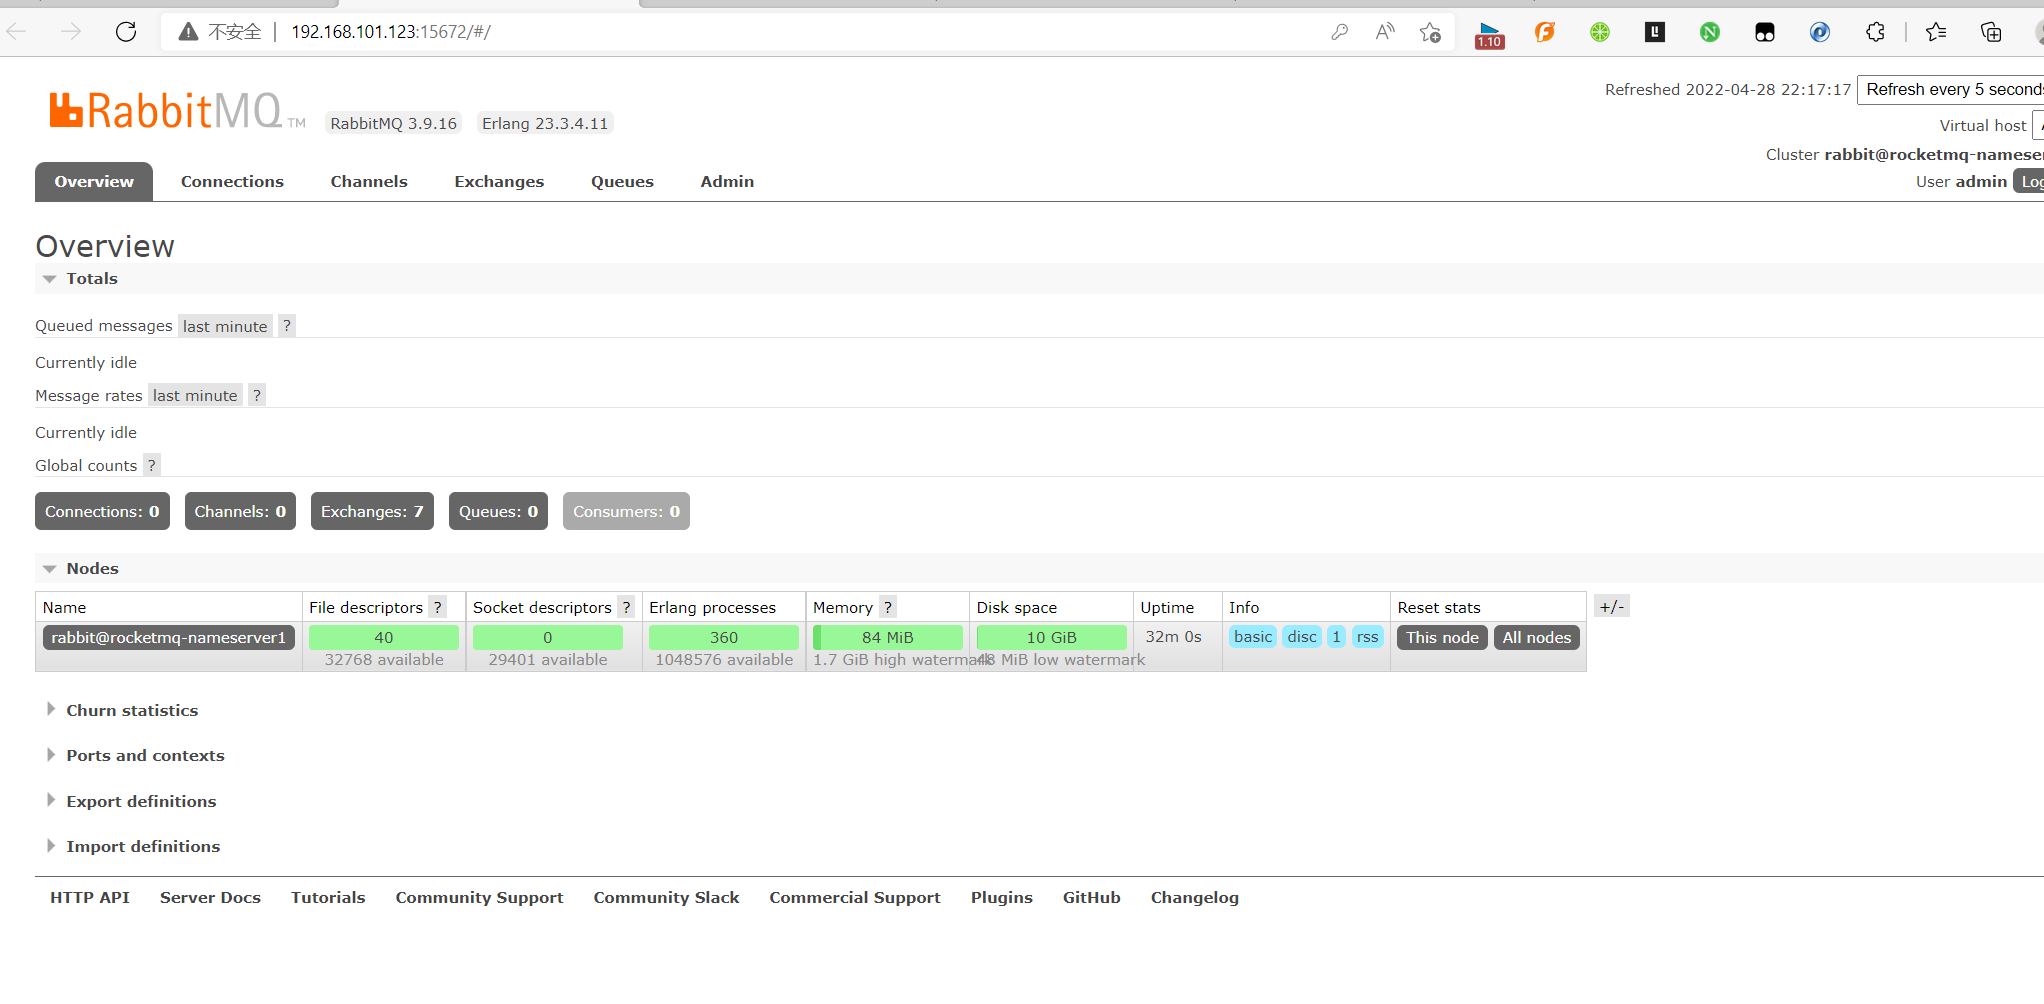 不安全 192.168.101.123:15672/#/
1.10
RabbitMQ TM RabbitMQ 3.9.16 Erlang 23.3.4.11
Refreshed 2022-04-28 22:17:17 Refresh every 5 seconds
Virtual host
Cluster rabbit@rocketmq-nameser
User admin Log
Overview Connections Channels Exchanges Queues Admin
Overview
Totals
Queued messages last minute ?
Currently idle
Message rates last minute ?
Currently idle
Global counts ?
Connections: 0 Channels: 0 Exchanges: 7 Queues: 0 Consumers: 0
Nodes
Name File descriptors ? Socket descriptors ? Erlang processes Memory ? Disk space Uptime Info Reset stats +/-
rabbit@rocketmq-nameserver1 40 0 360 84 MiB 10 GiB 32m 0s basic disc 1 rss This node All nodes
32768 available 29401 available 1048576 available 1.7 GiB high watermark 48 MiB low watermark
Churn statistics
Ports and contexts
Export definitions
Import definitions
HTTP API Server Docs Tutorials Community Support Community Slack Commercial Support Plugins GitHub Changelog